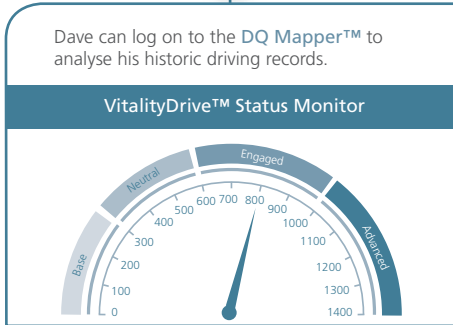 Dave can log on to the DQ Mapper™ to
analyse his historic driving records.
VitalityDrive™ Status Monitor
Base
Neutral
Engaged
Advanced
0
100
200
300
400
500
600
700
800
900
1000
1100
1200
1300
1400